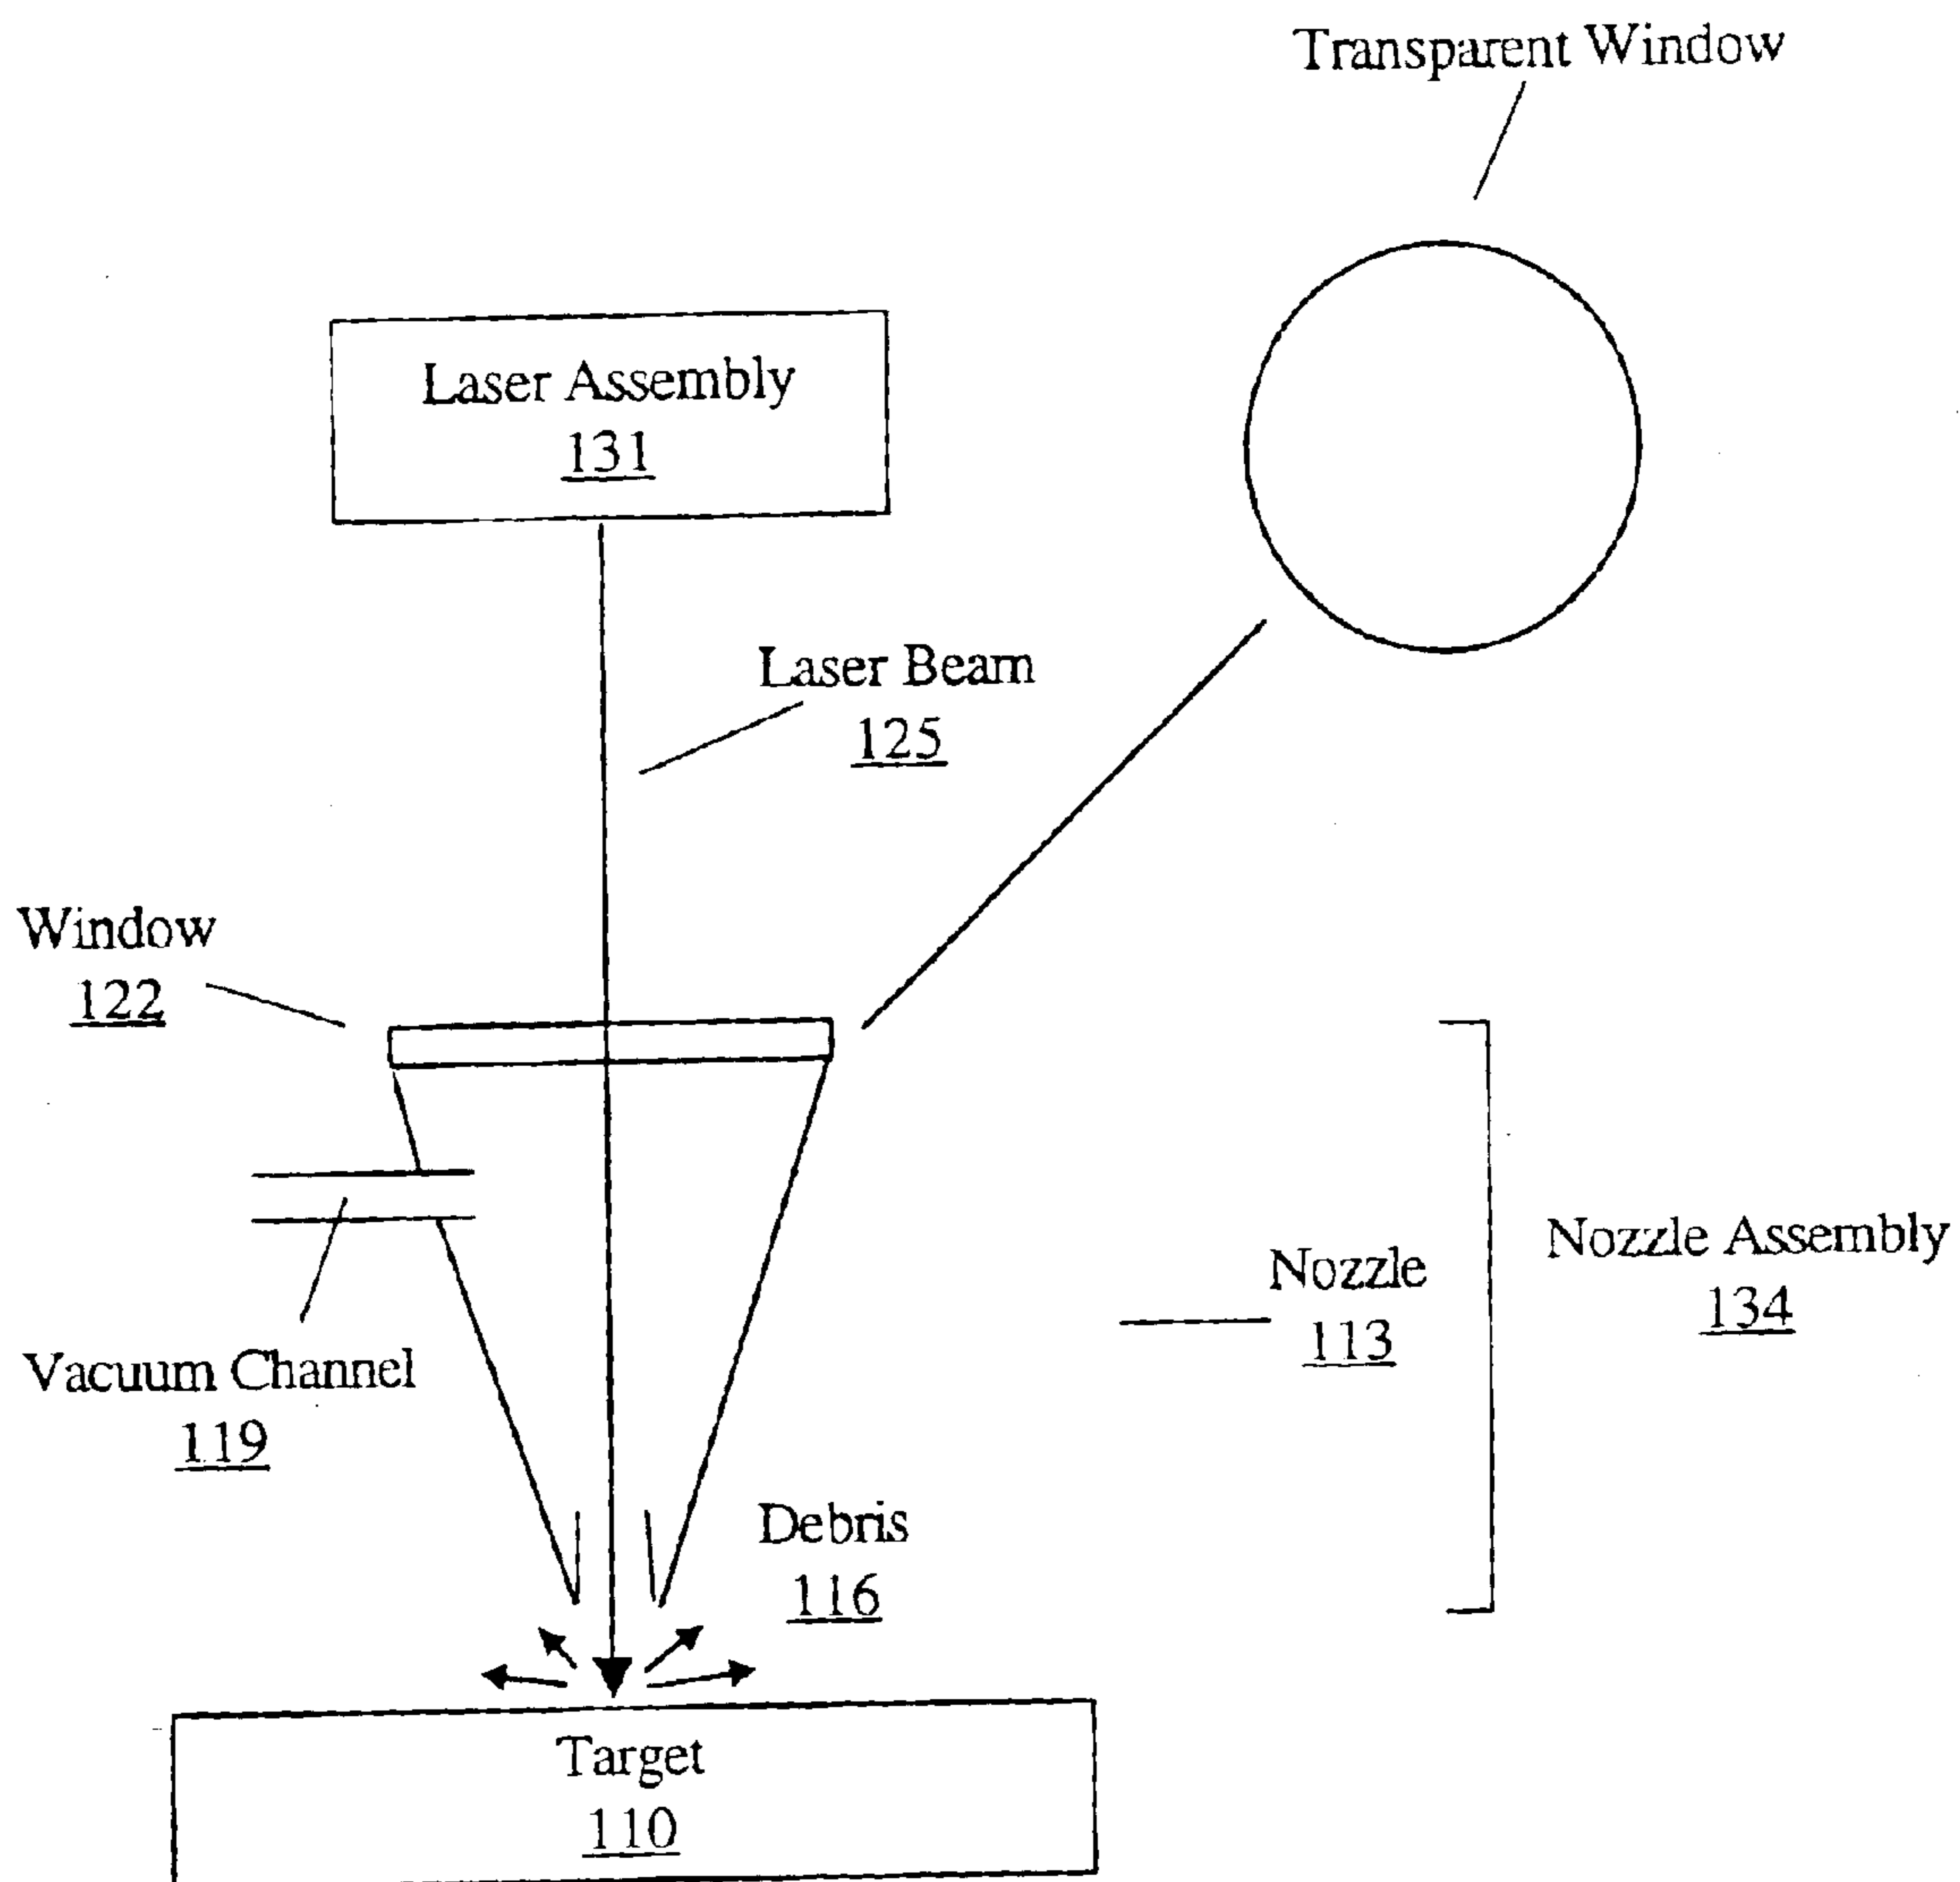 Transparent Window
Laser Assembly
131
Laser Beam
125
Window
122
Nozzle Assembly
134
Nozzle
113
Vacuum Channel
119
Debris
116
Target
110